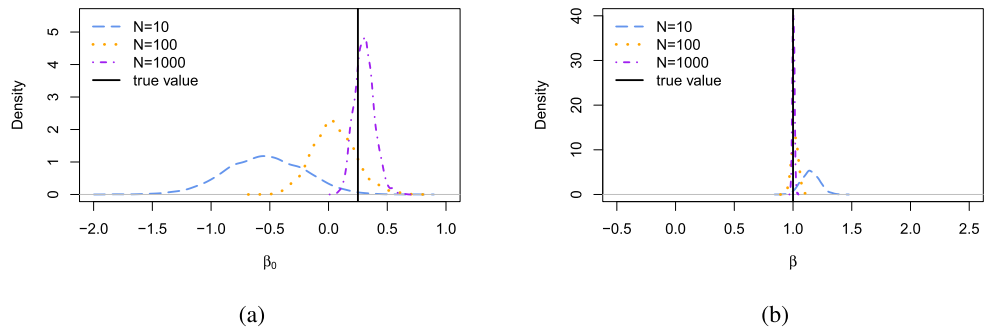 N=10
N=100
N=1000
true value
Density
0
1
2
3
4
5
−2.0 −1.5 −1.0 −0.5 0.0 0.5 1.0
β₀
(a)
N=10
N=100
N=1000
true value
Density
0
10
20
30
40
−0.5 0.0 0.5 1.0 1.5 2.0 2.5
β
(b)